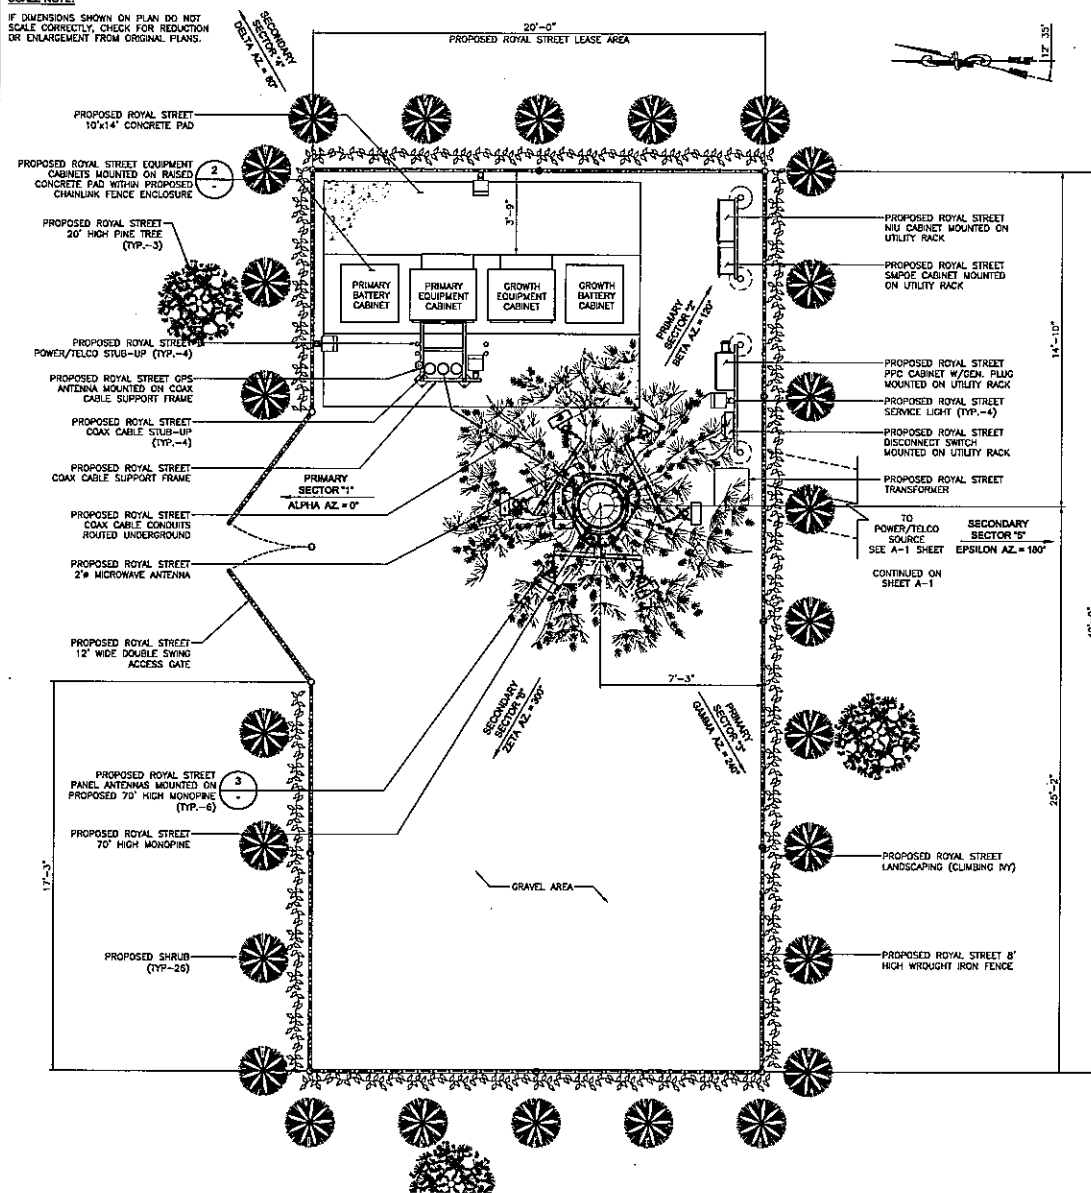 SCALE NOTE:
IF DIMENSIONS SHOWN ON PLAN DO NOT
SCALE CORRECTLY, CHECK FOR REDUCTION
OR ENLARGEMENT FROM ORIGINAL PLANS.
SECONDARY
SECTOR "4"
DELTA AZ. = 60°
20'-0"
PROPOSED ROYAL STREET LEASE AREA
12° 35'
PROPOSED ROYAL STREET
10'x14' CONCRETE PAD
PROPOSED ROYAL STREET EQUIPMENT
CABINETS MOUNTED ON RAISED
CONCRETE PAD WITHIN PROPOSED
CHAINLINK FENCE ENCLOSURE
2
-
PROPOSED ROYAL STREET
20' HIGH PINE TREE
(TYP.-3)
PROPOSED ROYAL STREET
POWER/TELCO STUB-UP (TYP.-4)
PROPOSED ROYAL STREET GPS
ANTENNA MOUNTED ON COAX
CABLE SUPPORT FRAME
PROPOSED ROYAL STREET
COAX CABLE STUB-UP
(TYP.-4)
PROPOSED ROYAL STREET
COAX CABLE SUPPORT FRAME
PROPOSED ROYAL STREET
COAX CABLE CONDUITS
ROUTED UNDERGROUND
PROPOSED ROYAL STREET
2'ø MICROWAVE ANTENNA
PROPOSED ROYAL STREET
12' WIDE DOUBLE SWING
ACCESS GATE
3'-9"
PRIMARY
BATTERY
CABINET
PRIMARY
EQUIPMENT
CABINET
GROWTH
EQUIPMENT
CABINET
GROWTH
BATTERY
CABINET
PRIMARY
SECTOR "2"
BETA AZ. = 120°
PRIMARY
SECTOR "1"
ALPHA AZ. = 0°
PROPOSED ROYAL STREET
NIU CABINET MOUNTED ON
UTILITY RACK
PROPOSED ROYAL STREET
SMPOE CABINET MOUNTED
ON UTILITY RACK
14'-10"
PROPOSED ROYAL STREET
PPC CABINET W/GEN. PLUG
MOUNTED ON UTILITY RACK
PROPOSED ROYAL STREET
SERVICE LIGHT (TYP.-4)
PROPOSED ROYAL STREET
DISCONNECT SWITCH
MOUNTED ON UTILITY RACK
PROPOSED ROYAL STREET
TRANSFORMER
TO
POWER/TELCO
SOURCE
SEE A-1 SHEET
CONTINUED ON
SHEET A-1
SECONDARY
SECTOR "5"
EPSILON AZ. = 180°
7'-3"
SECONDARY
SECTOR "6"
ZETA AZ. = 300°
PRIMARY
SECTOR "3"
GAMMA AZ. = 240°
PROPOSED ROYAL STREET
PANEL ANTENNAS MOUNTED ON
PROPOSED 70' HIGH MONOPINE
(TYP.-6)
3
-
PROPOSED ROYAL STREET
70' HIGH MONOPINE
17'-3"
25'-2"
GRAVEL AREA
PROPOSED ROYAL STREET
LANDSCAPING (CLIMBING IVY)
PROPOSED SHRUB
(TYP-26)
PROPOSED ROYAL STREET 8'
HIGH WROUGHT IRON FENCE